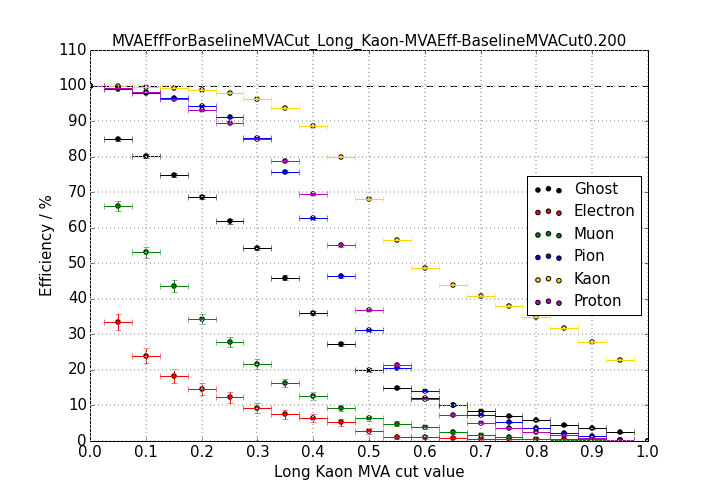 MVAEffForBaselineMVACut_Long_Kaon-MVAEff-BaselineMVACut0.200
110
100
90
80
70
60
50
40
30
20
10
0
Efficiency / %
Ghost
Electron
Muon
Pion
Kaon
Proton
0.0 0.1 0.2 0.3 0.4 0.5 0.6 0.7 0.8 0.9 1.0
Long Kaon MVA cut value